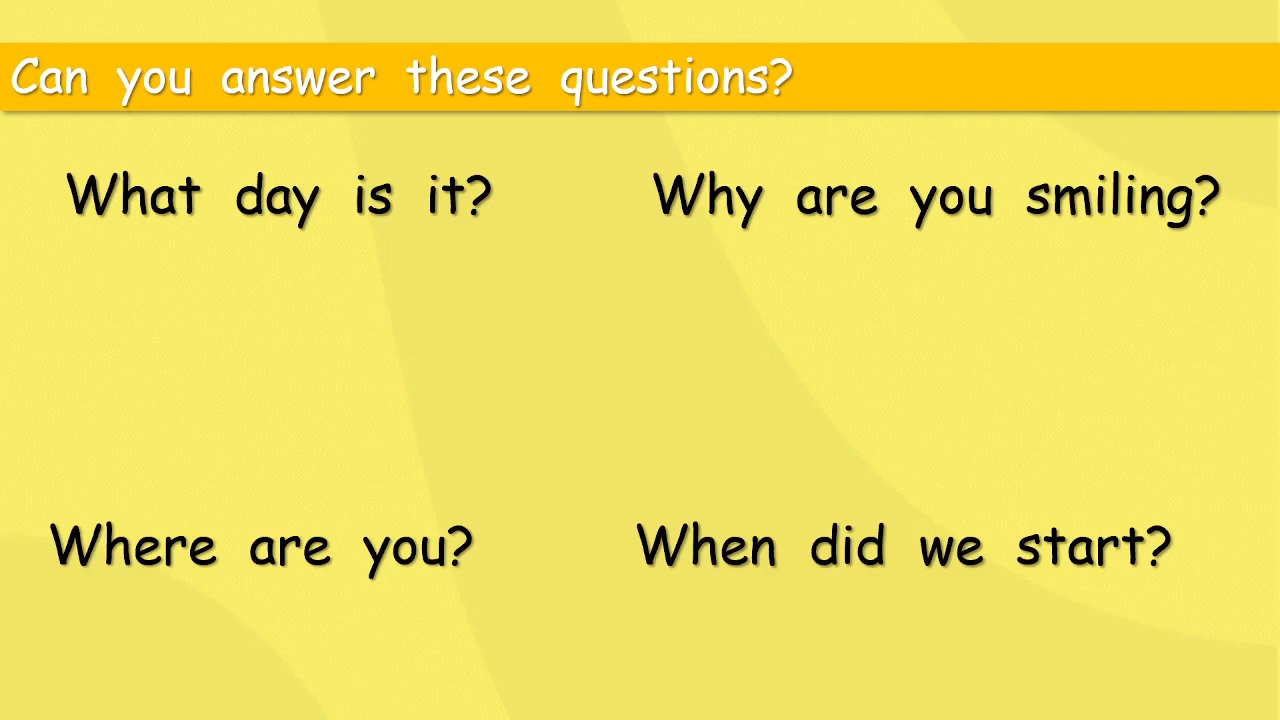 Can you answer these questions?
What day is it?
Why are you smiling?
Where are you?
When did we start?